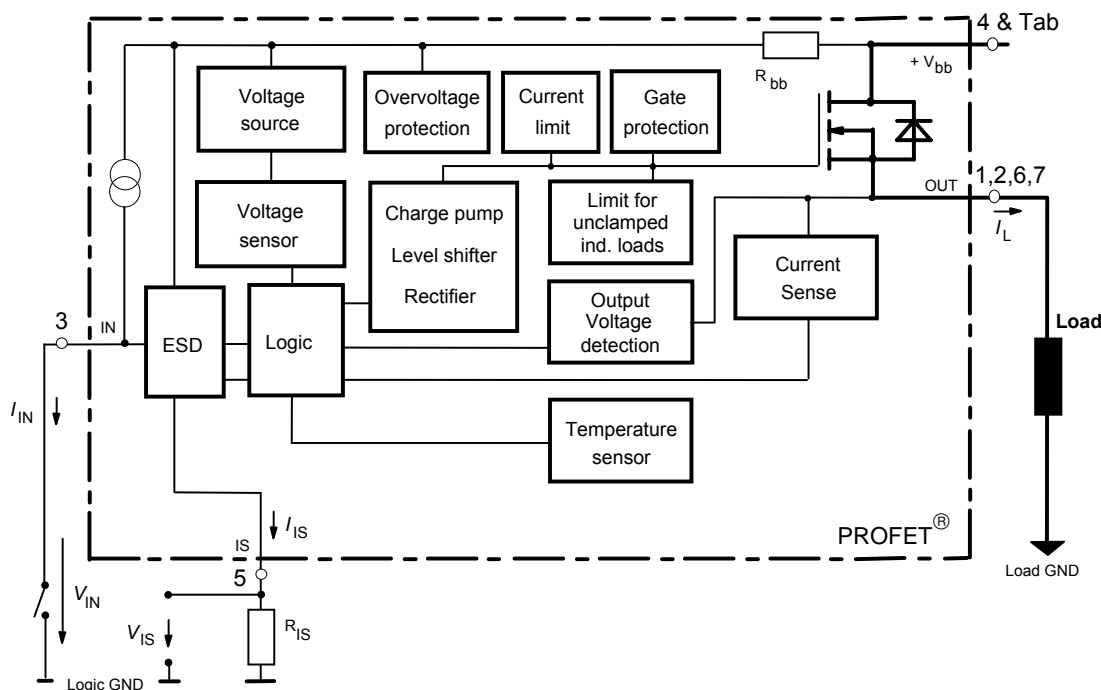 4 & Tab
R bb
+ V bb
Voltage
source
Overvoltage
protection
Current
limit
Gate
protection
OUT
1,2,6,7
I L
Voltage
sensor
Charge pump
Level shifter
Rectifier
Limit for
unclamped
ind. loads
Current
Sense
3
IN
ESD
Logic
Output
Voltage
detection
Load
I IN
Temperature
sensor
I IS
IS
PROFET®
5
Load GND
V IN
V IS
R IS
Logic GND